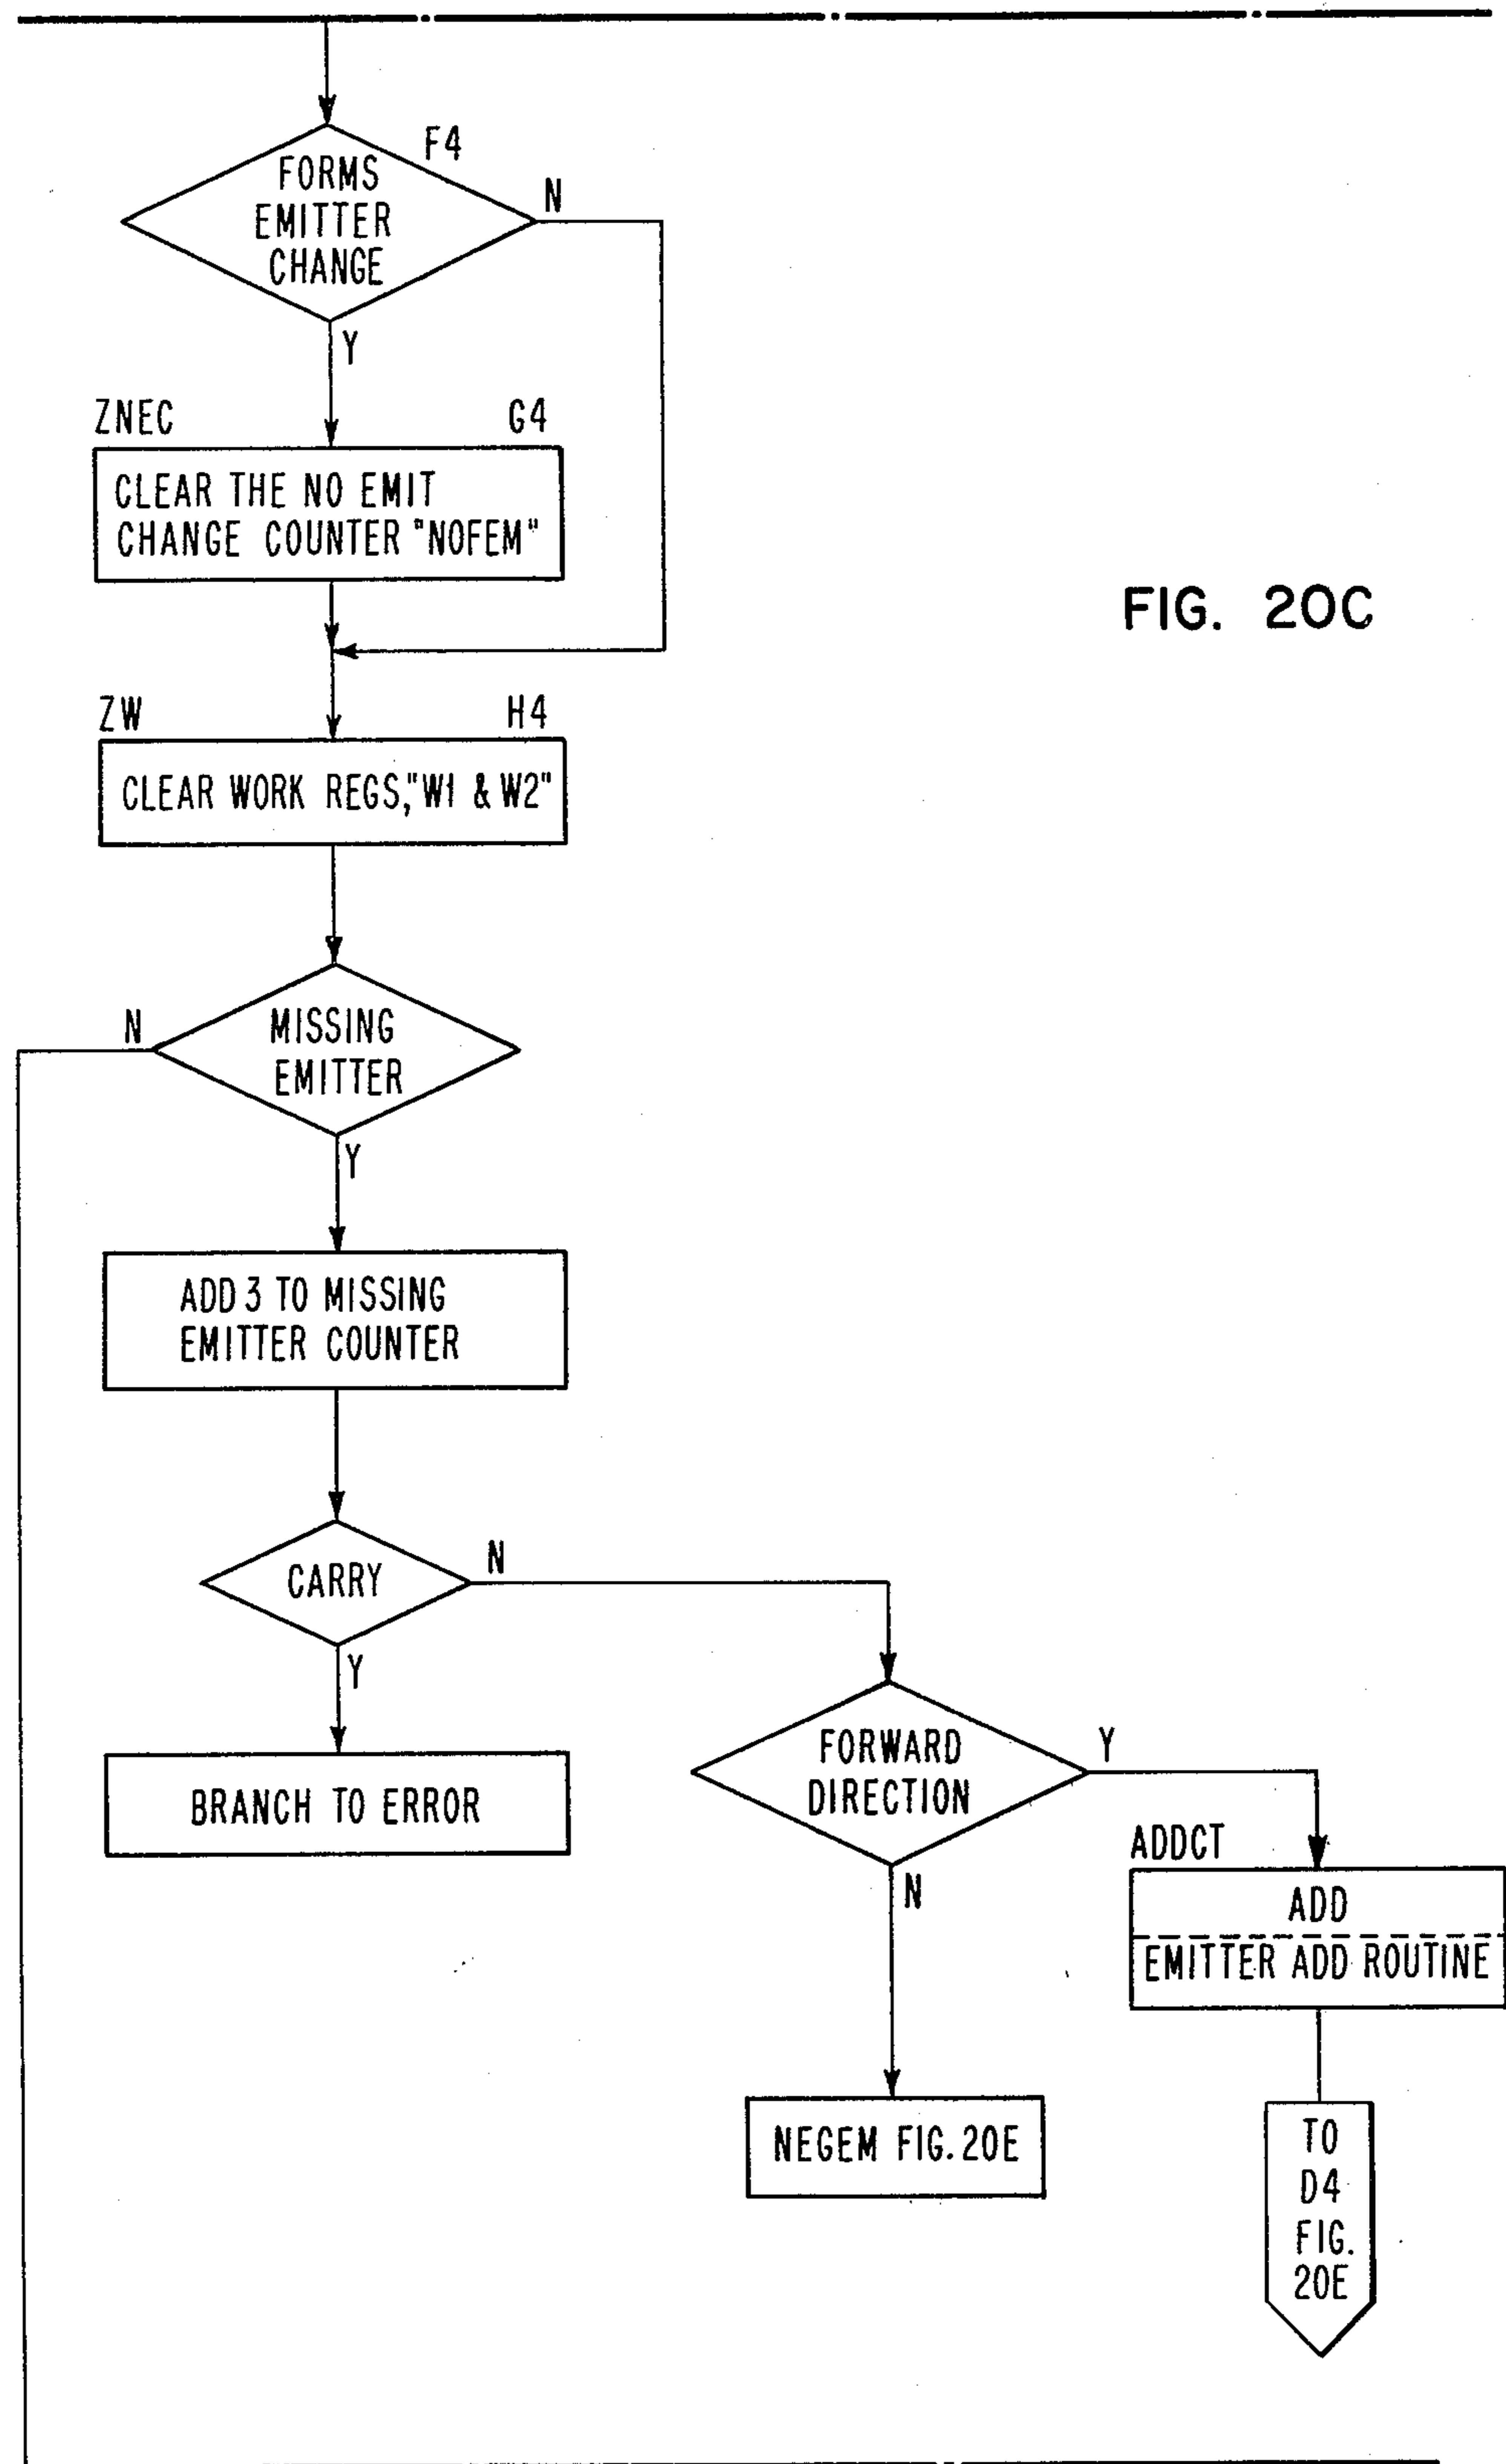 F4
FORMS
EMITTER
CHANGE
N
Y
ZNEC
G4
CLEAR THE NO EMIT
CHANGE COUNTER "NOFEM"
FIG. 20C
ZW
H4
CLEAR WORK REGS,"W1 & W2"
N
MISSING
EMITTER
Y
ADD 3 TO MISSING
EMITTER COUNTER
CARRY
N
Y
BRANCH TO ERROR
FORWARD
DIRECTION
Y
N
ADDCT
ADD
EMITTER ADD ROUTINE
NEGEM FIG. 20E
TO
D4
FIG.
20E